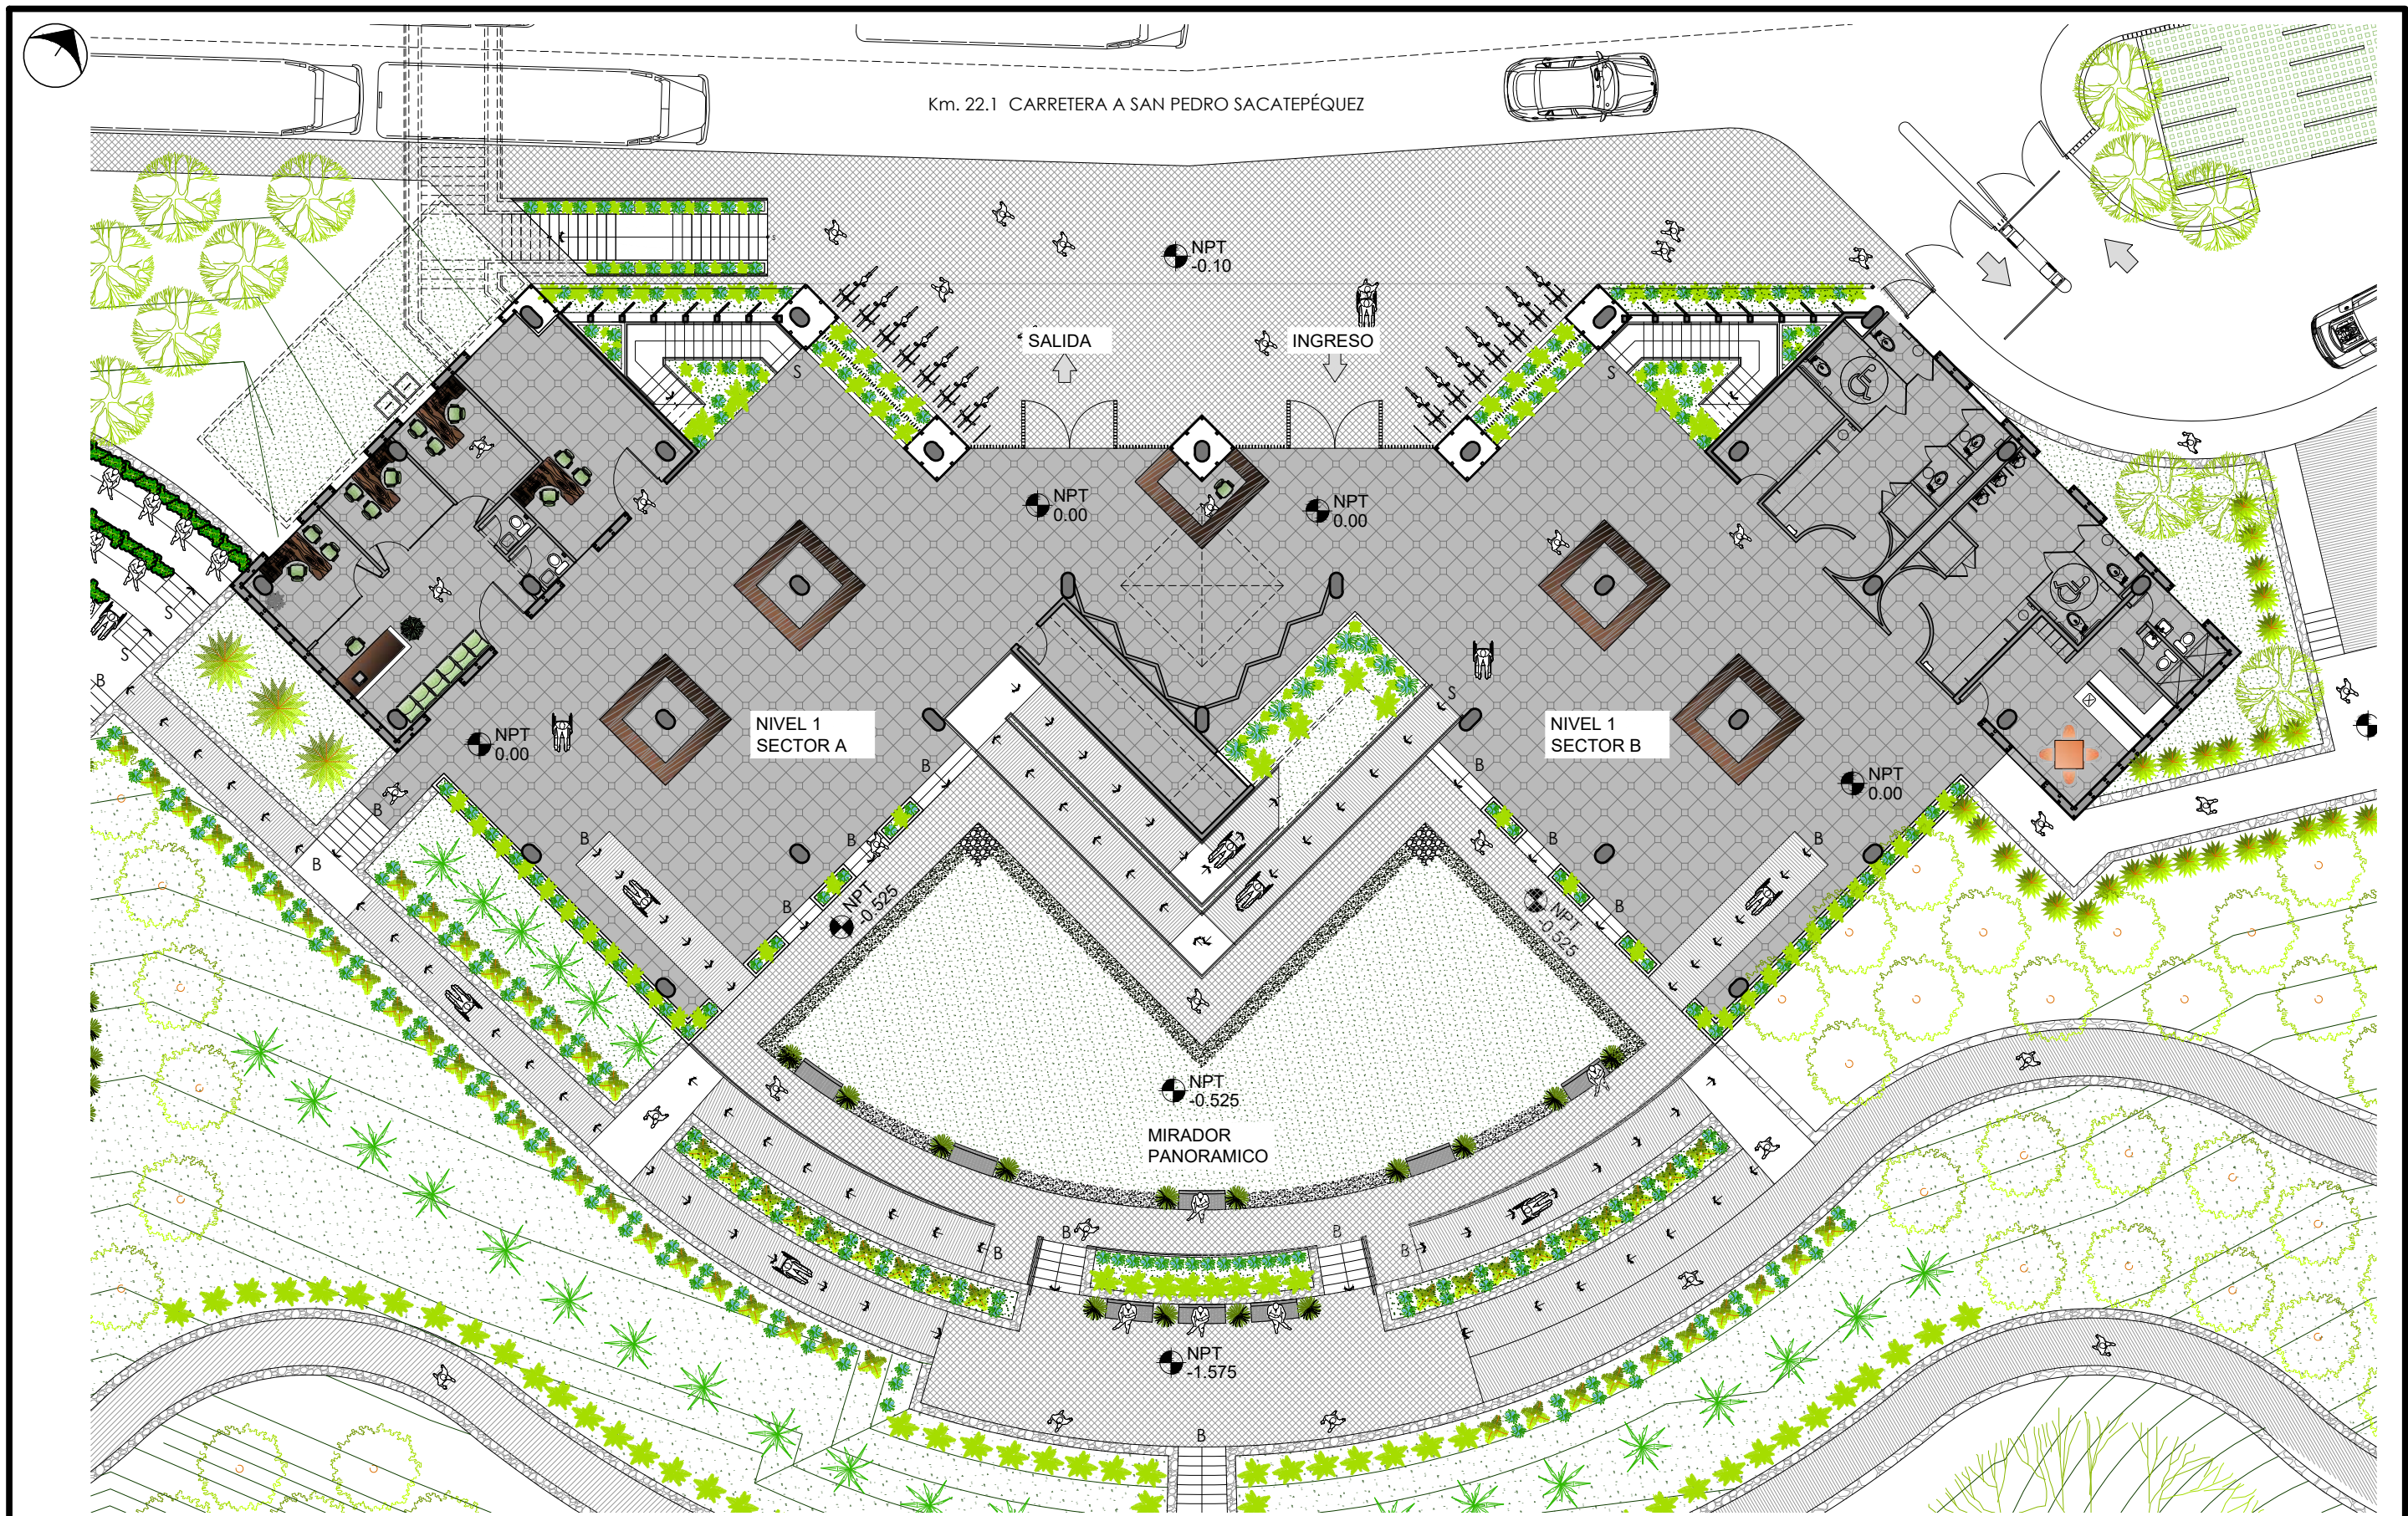 Km. 22.1 CARRETERA A SAN PEDRO SACATEPÉQUEZ
S
NPT
-0.10
SALIDA
INGRESO
S
S
NPT
0.00
NPT
0.00
S
S
B
S
NPT
0.00
NIVEL 1
SECTOR A
NIVEL 1
SECTOR B
NPT
0.00
B
B
B
B
B
B
B
B
B
B
B
NPT
-0.525
NPT
-0.525
NPT
-0.525
MIRADOR
PANORAMICO
B
B
B
B
NPT
-1.575
B